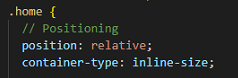 .home {
// Positioning
position: relative;
container-type: inline-size;